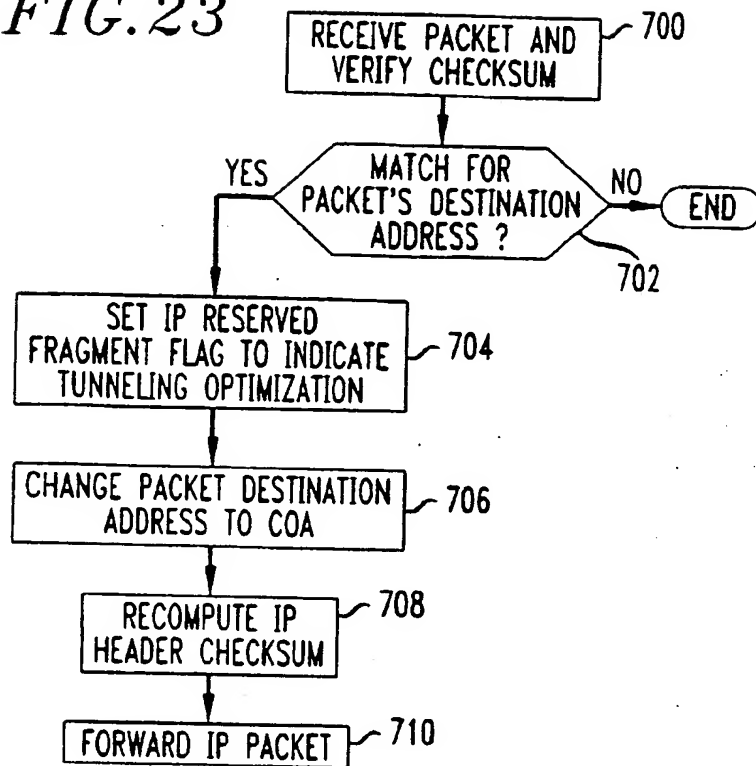 FIG.23
RECEIVE PACKET AND
VERIFY CHECKSUM
700
YES
MATCH FOR
PACKET'S DESTINATION
ADDRESS ?
NO
END
702
SET IP RESERVED
FRAGMENT FLAG TO INDICATE
TUNNELING OPTIMIZATION
704
CHANGE PACKET DESTINATION
ADDRESS TO COA
706
RECOMPUTE IP
HEADER CHECKSUM
708
FORWARD IP PACKET
710